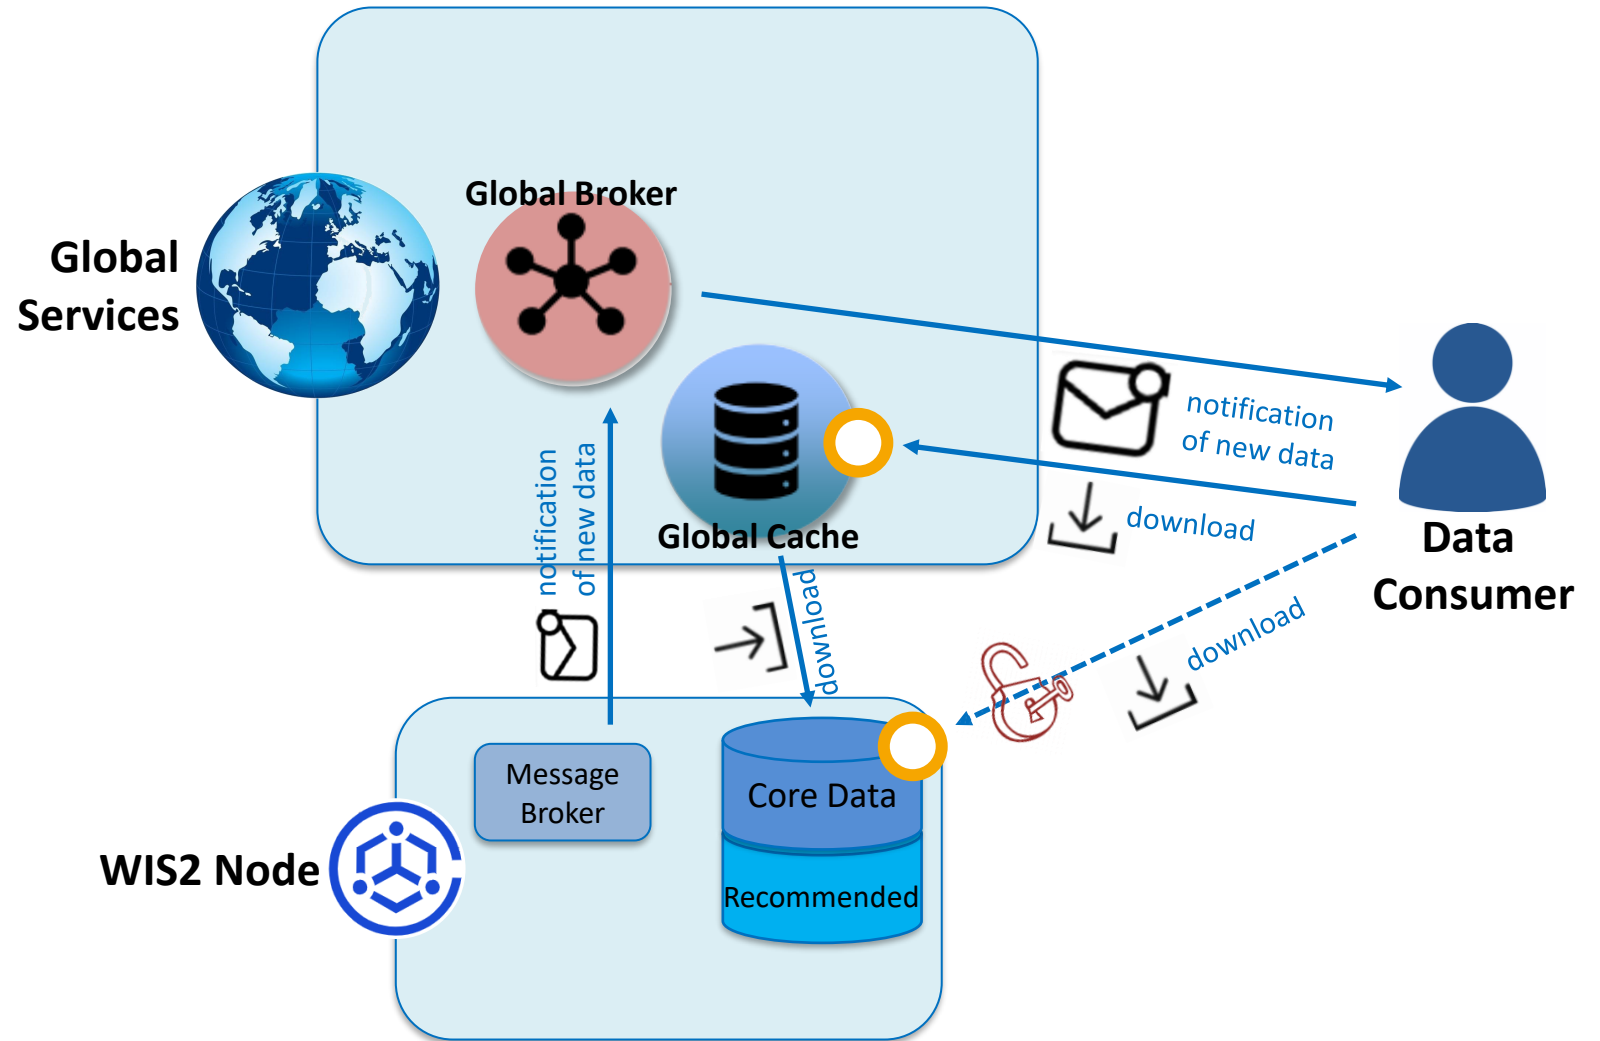 Global Broker
Global
Services
notification
of new data
Global Cache
notification
of new data
download
Data
Consumer
download
download
Message
Broker
Core Data
WIS2 Node
Recommended